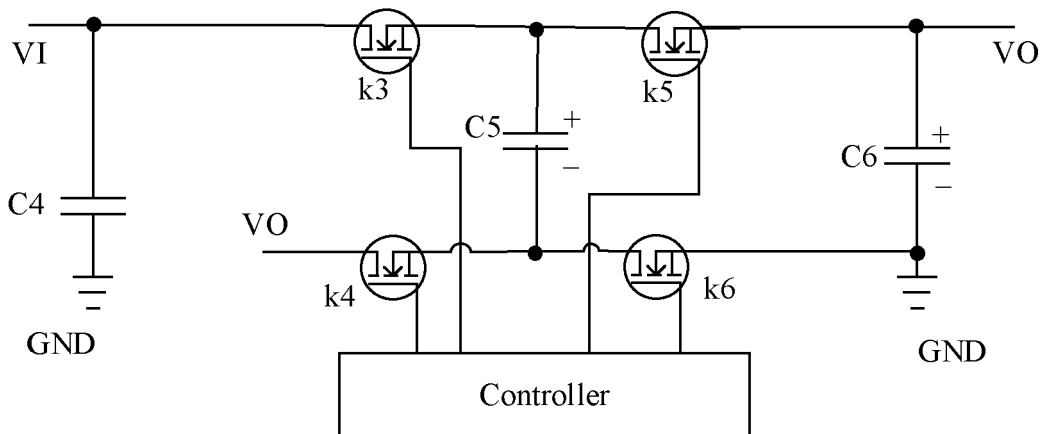 VI
k3
k5
VO
C5
+
−
C6
+
−
C4
VO
k4
k6
GND
GND
Controller